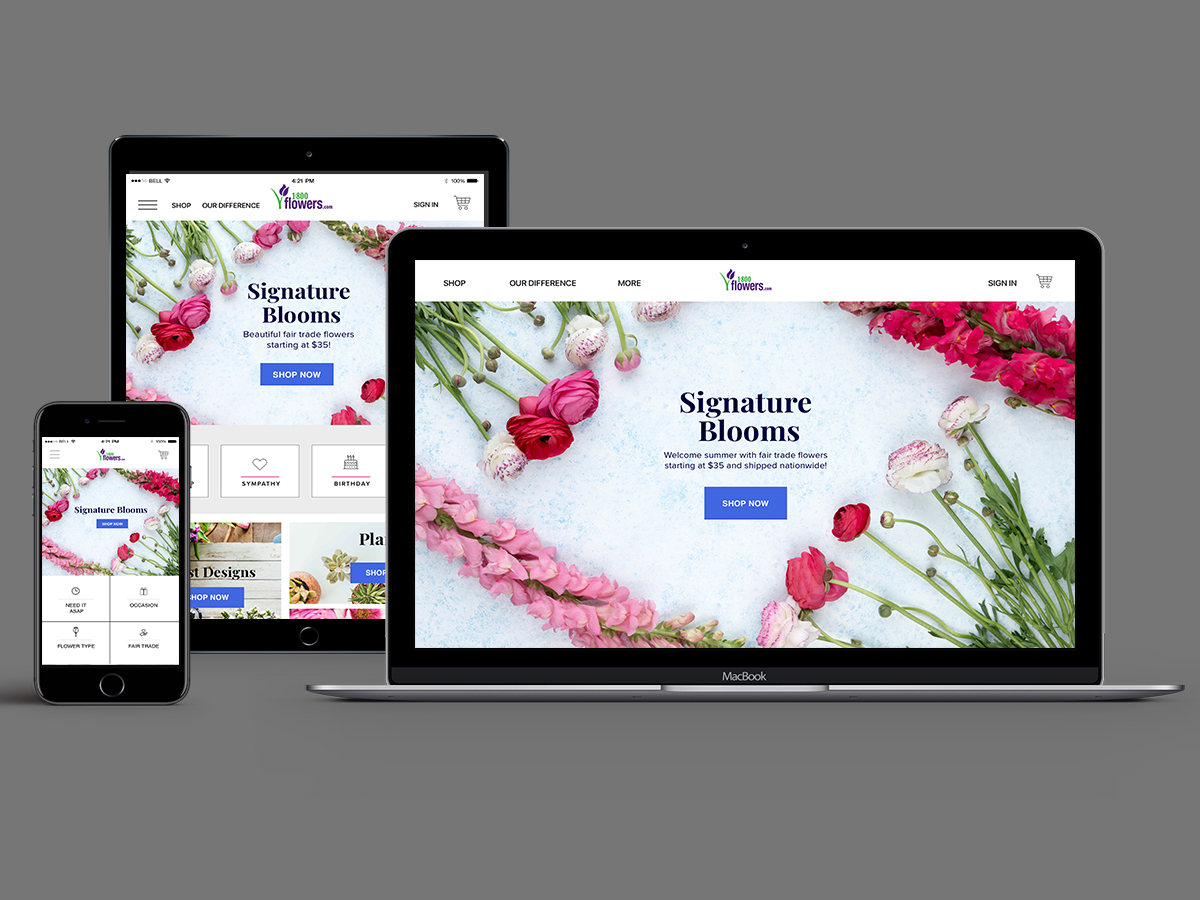 ●●●○○ BELL
4:21 PM
100%
SHOP
OUR DIFFERENCE
1800
flowers.com
SIGN IN
Signature
Blooms
Beautiful fair trade flowers
starting at $35!
SHOP NOW
SYMPATHY
BIRTHDAY
st Designs
SHOP NOW
Pla
SHOP
SHOP
OUR DIFFERENCE
MORE
1800
flowers.com
SIGN IN
Signature
Blooms
Welcome summer with fair trade flowers
starting at $35 and shipped nationwide!
SHOP NOW
MacBook
BELL
4:21 PM
100%
1800
flowers.com
Signature Blooms
SHOP NOW
NEED IT
ASAP
OCCASION
FLOWER TYPE
FAIR TRADE